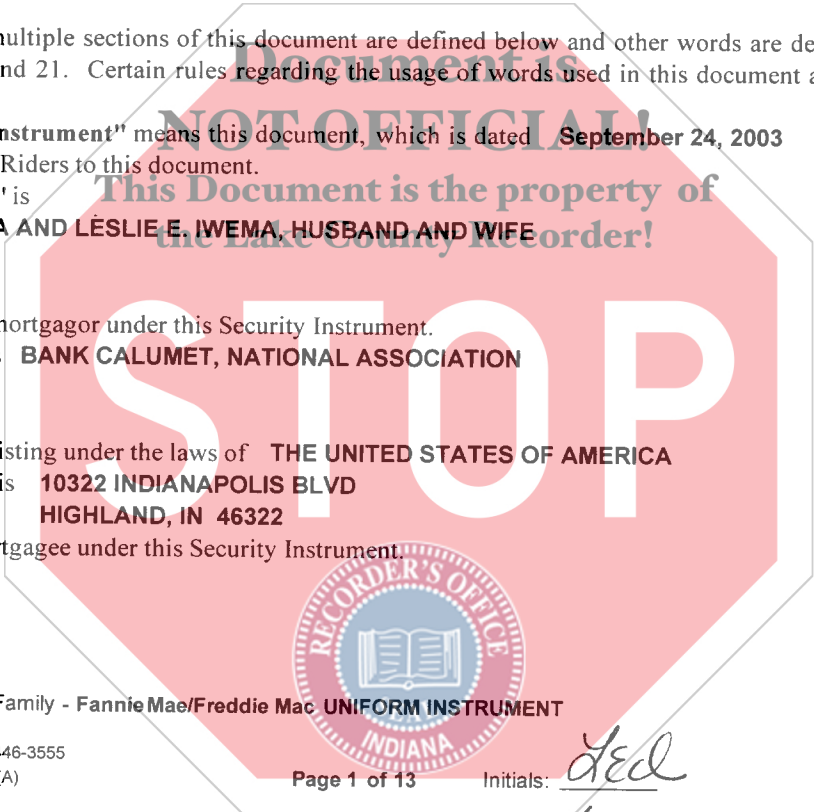 multiple sections of this document are defined below and other words are de
nd 21. Certain rules regarding the usage of words used in this document a
Document is
nstrument" means this document, which is dated September 24, 2003
NOT OFFICIAL!
Riders to this document.
" is
This Document is the property of
A AND LESLIE E. IWEMA, HUSBAND AND WIFE
the Lake County Recorder!
nortgagor under this Security Instrument.
BANK CALUMET, NATIONAL ASSOCIATION
STOP
isting under the laws of THE UNITED STATES OF AMERICA
is 10322 INDIANAPOLIS BLVD
HIGHLAND, IN 46322
rtgagee under this Security Instrument.
RECORDER'S OFFICE
SEAL
INDIANA
Family - Fannie Mae/Freddie Mac UNIFORM INSTRUMENT
46-3555
(A)
Page 1 of 13 Initials: